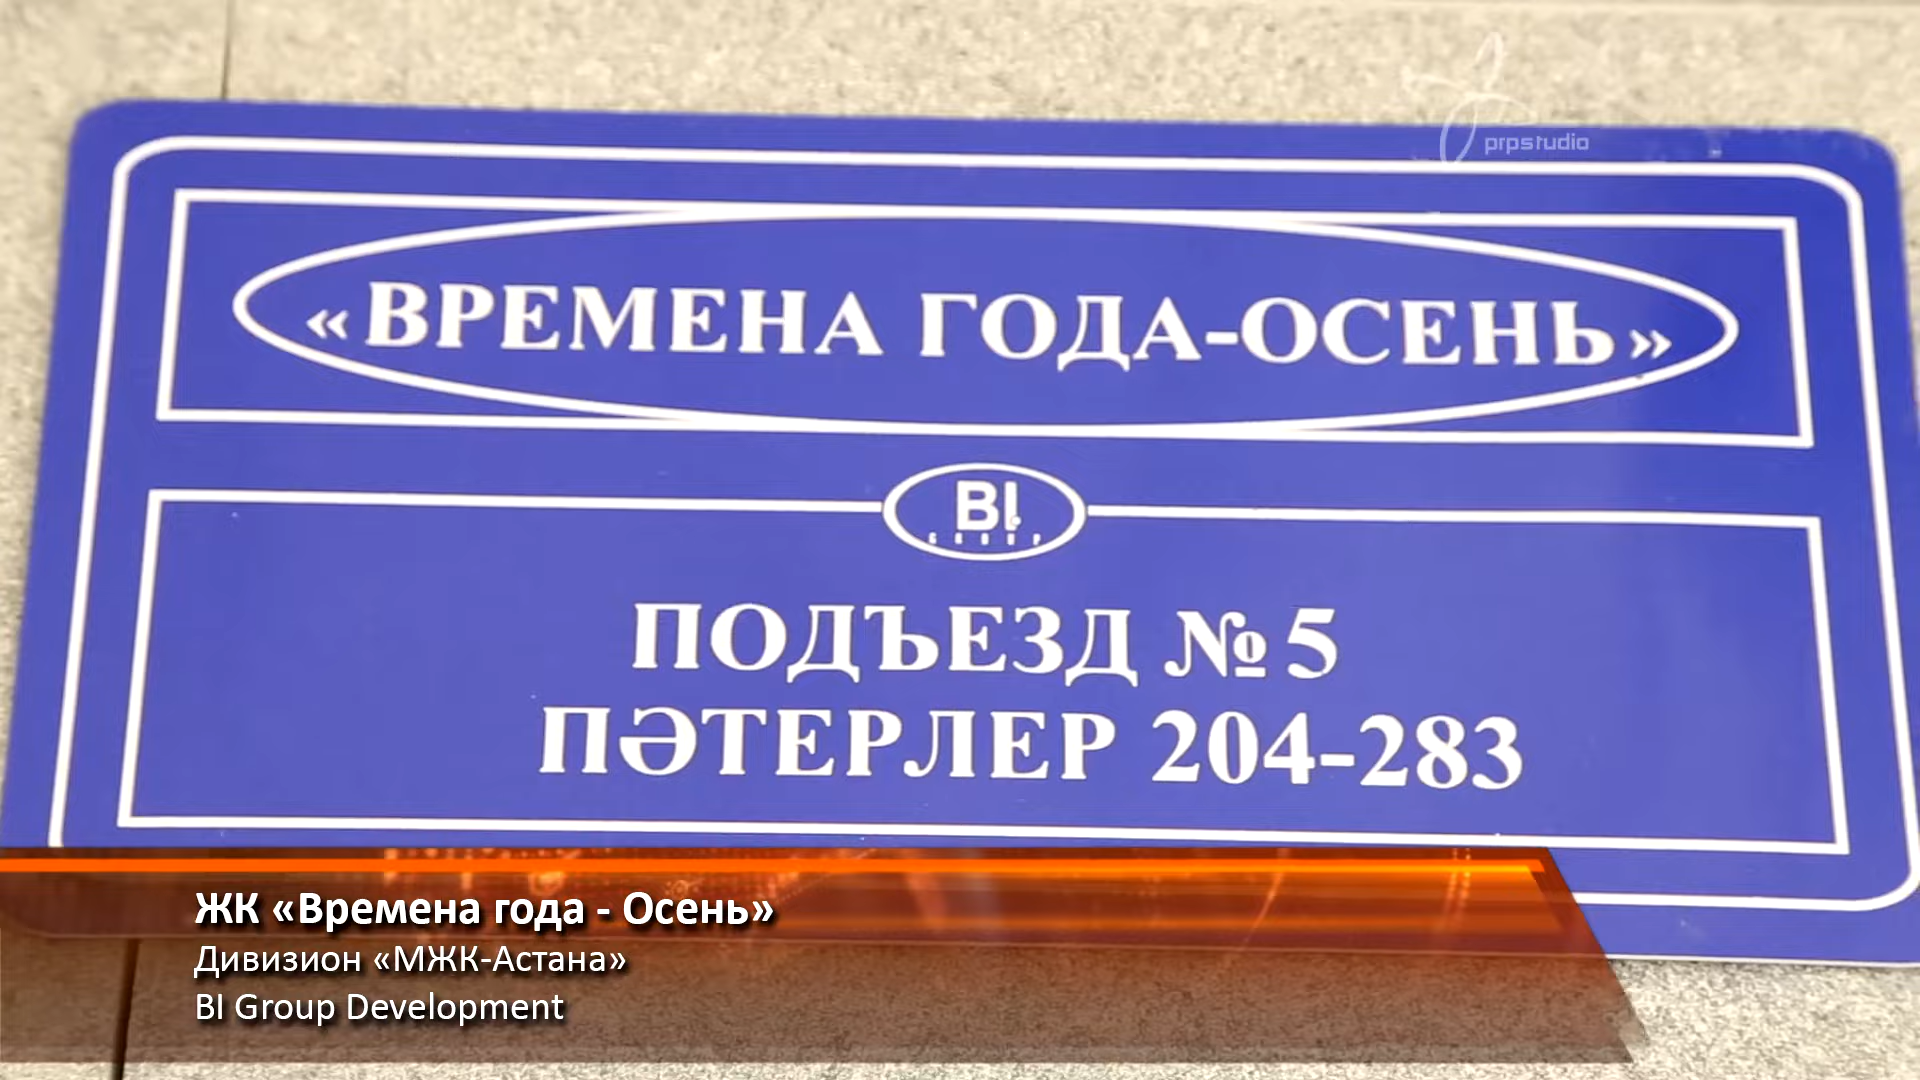 prpstudio
«ВРЕМЕНА ГОДА-ОСЕНЬ»
BI
GROUP
ПОДЪЕЗД №5
ПӘТЕРЛЕР 204-283
ЖК «Времена года - Осень»
Дивизион «МЖК-Астана»
BI Group Development